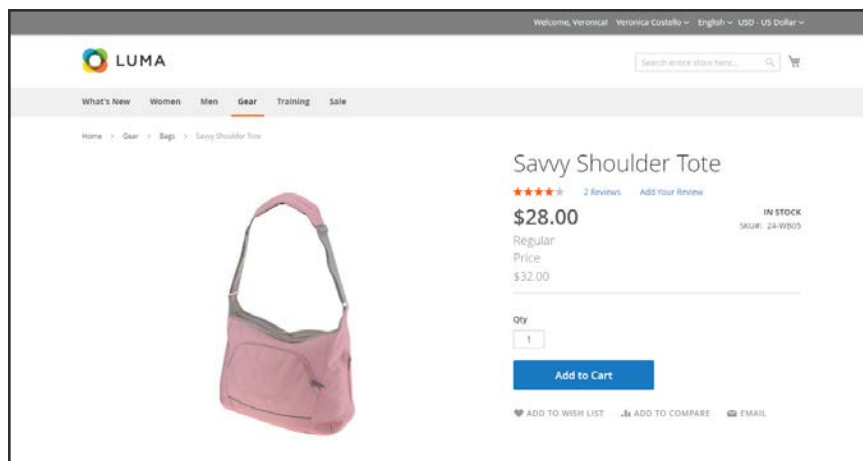 Welcome, Veronica! Veronica Costello English USD - US Dollar
LUMA
Search entire store here...
What's New Women Men Gear Training Sale
Home > Gear > Bags > Savvy Shoulder Tote
Savvy Shoulder Tote
2 Reviews Add Your Review
$28.00
IN STOCK
SKU#: 24-WB05
Regular
Price
$32.00
Qty
1
Add to Cart
ADD TO WISH LIST ADD TO COMPARE EMAIL